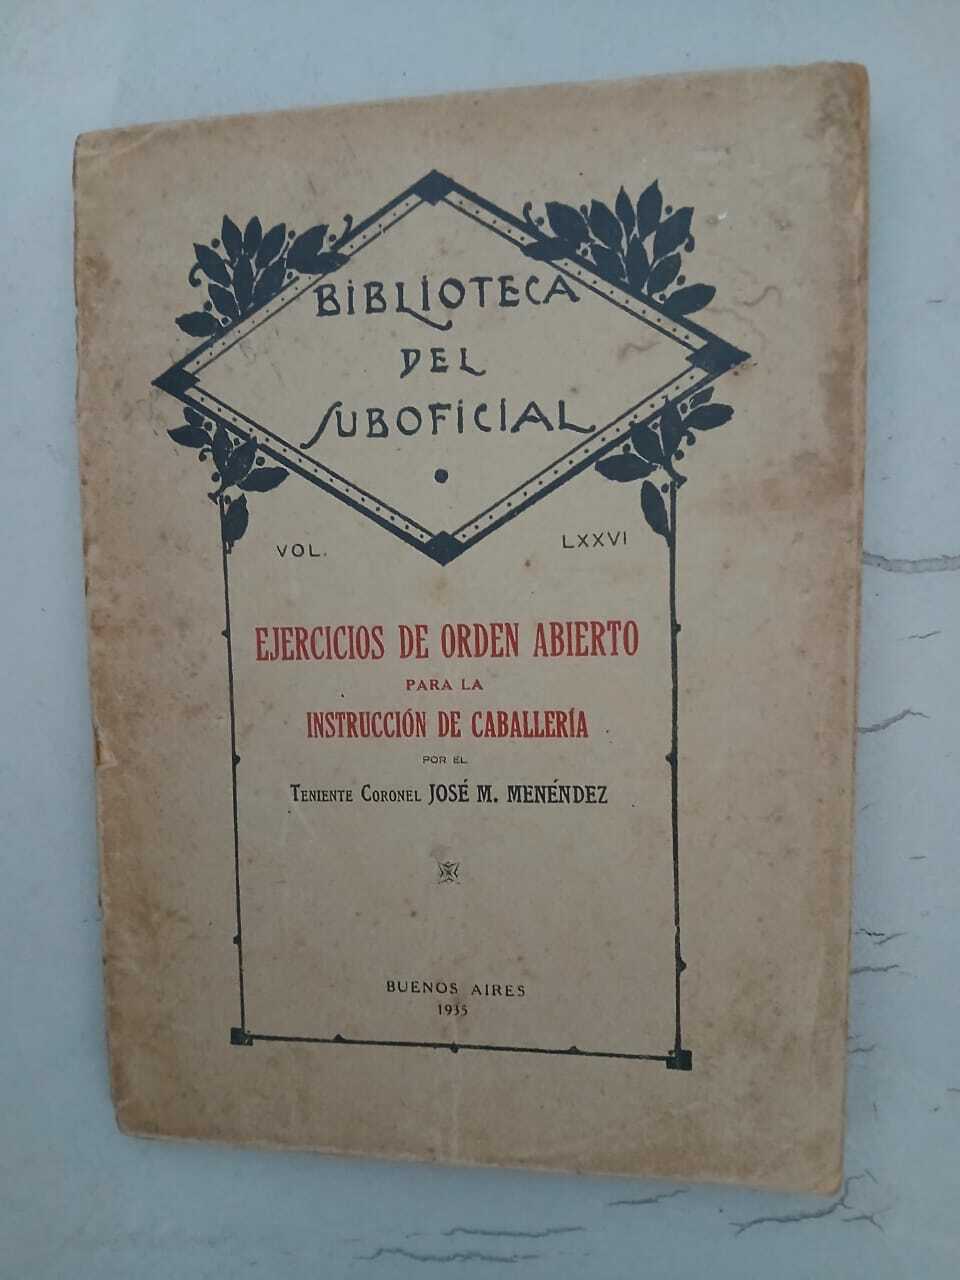 BIBLIOTECA
DEL
SUBOFICIAL
VOL. LXXVI
EJERCICIOS DE ORDEN ABIERTO
PARA LA
INSTRUCCIÓN DE CABALLERÍA
POR EL
TENIENTE CORONEL JOSÉ M. MENÉNDEZ
BUENOS AIRES
1935